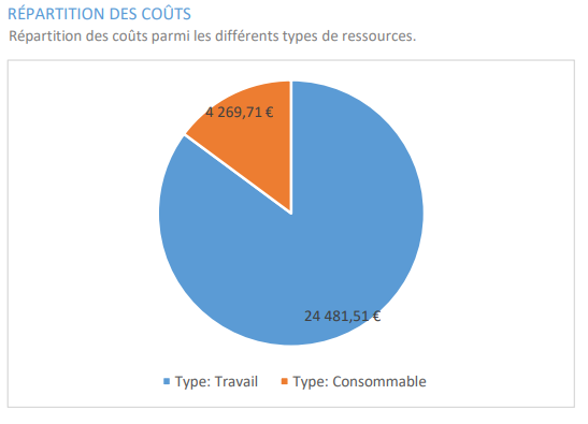 RÉPARTITION DES COÛTS
Répartition des coûts parmi les différents types de ressources.
4 269,71 €
24 481,51 €
Type: Travail
Type: Consommable